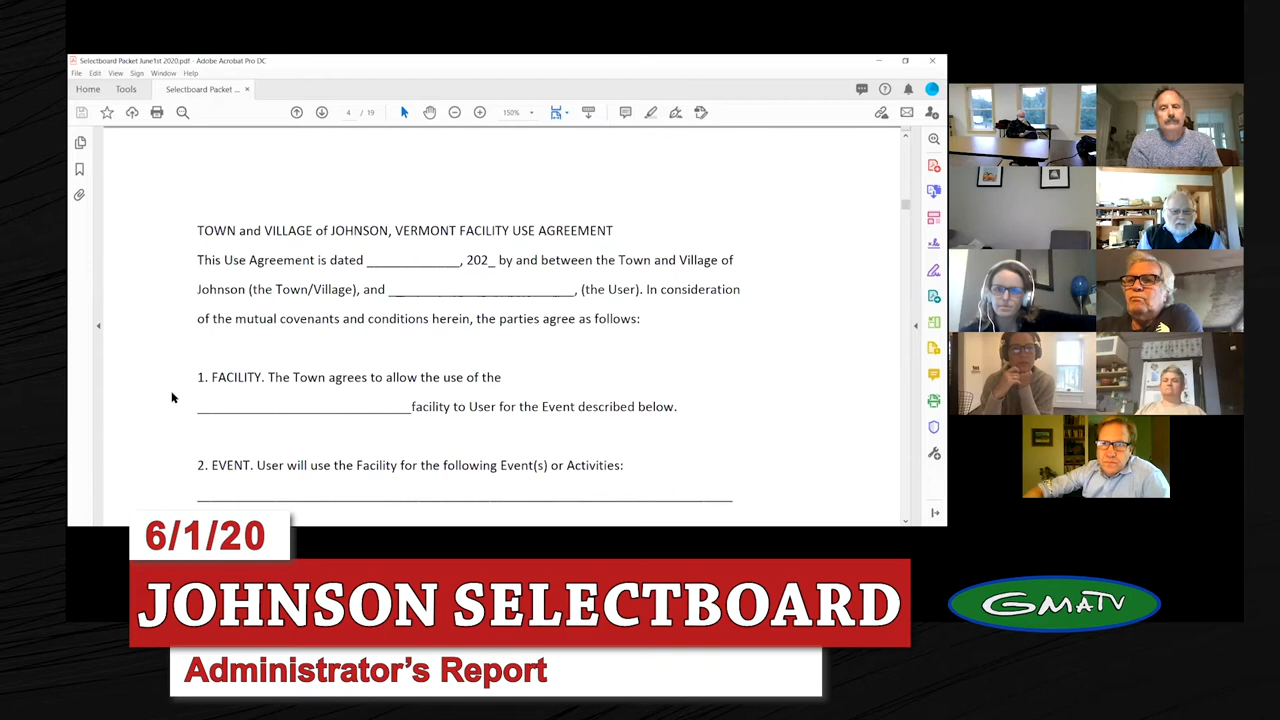 Selectboard Packet June1st 2020.pdf - Adobe Acrobat Pro DC
File Edit View Sign Window Help
Home Tools Selectboard Packet ... ×
4 / 19 150%
TOWN and VILLAGE of JOHNSON, VERMONT FACILITY USE AGREEMENT
This Use Agreement is dated _____________, 202_ by and between the Town and Village of
Johnson (the Town/Village), and __________________________, (the User). In consideration
of the mutual covenants and conditions herein, the parties agree as follows:
1. FACILITY. The Town agrees to allow the use of the
______________________________facility to User for the Event described below.
2. EVENT. User will use the Facility for the following Event(s) or Activities:
___________________________________________________________________________
6/1/20
JOHNSON SELECTBOARD
GMATV
Administrator's Report